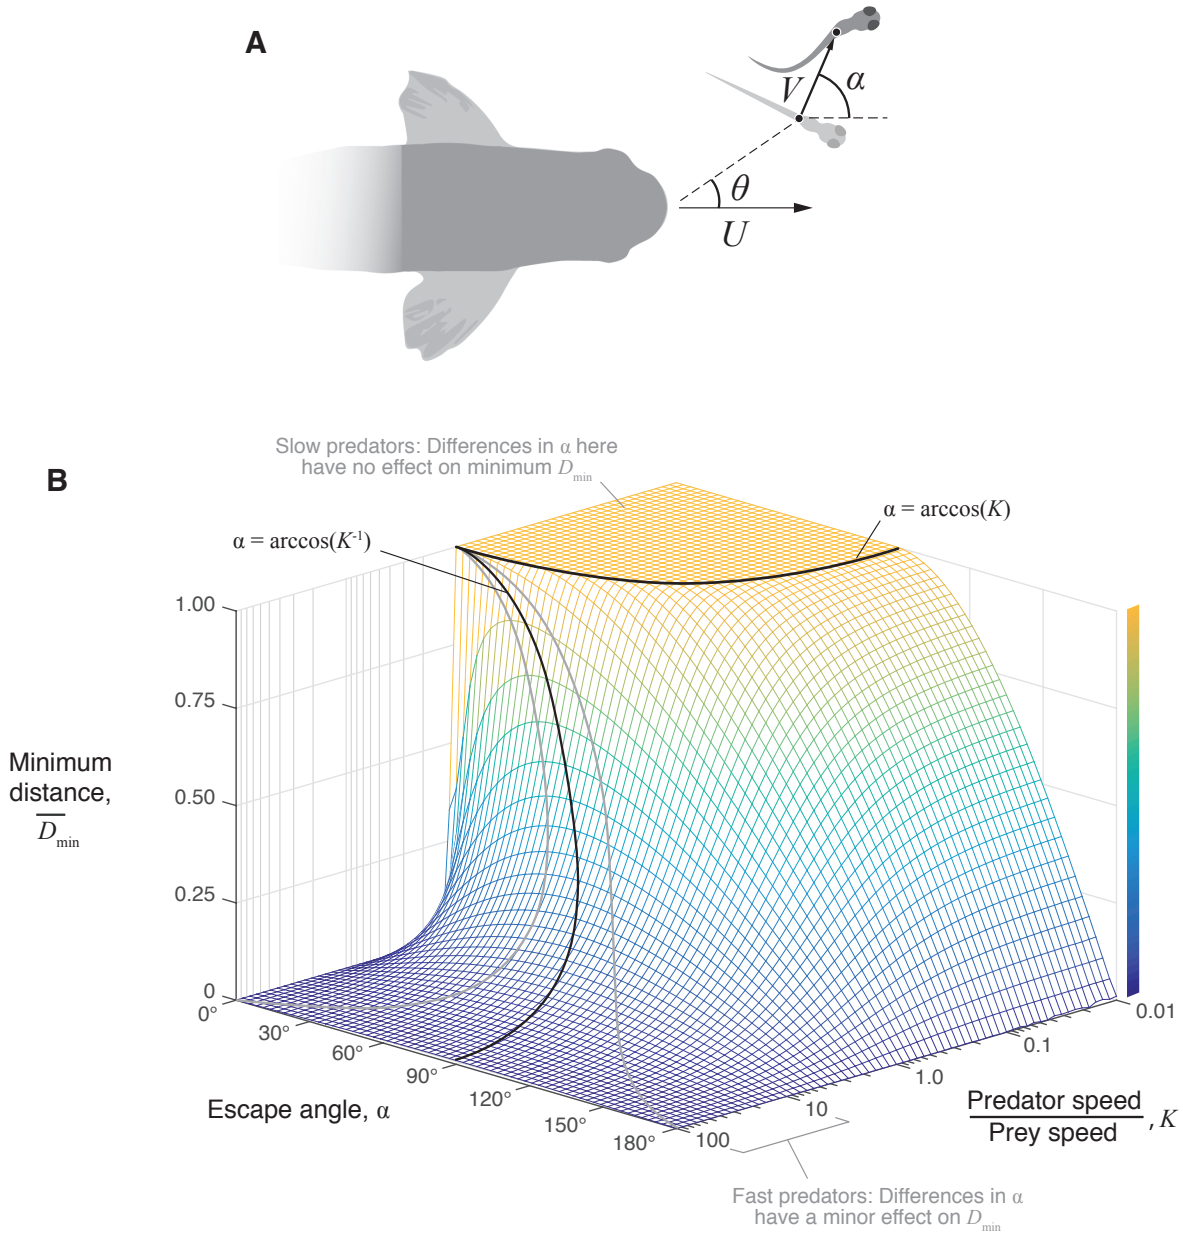 A
V
α
θ
U
Slow predators: Differences in α here
have no effect on minimum D_min
B
α = arccos(K)
α = arccos(K⁻¹)
1.00
0.75
0.50
0.25
0
Minimum
distance,
D̅_min
0°
30°
60°
90°
120°
150°
180°
Escape angle, α
0.01
0.1
1.0
10
100
Predator speed
Prey speed
, K
Fast predators: Differences in α
have a minor effect on D_min